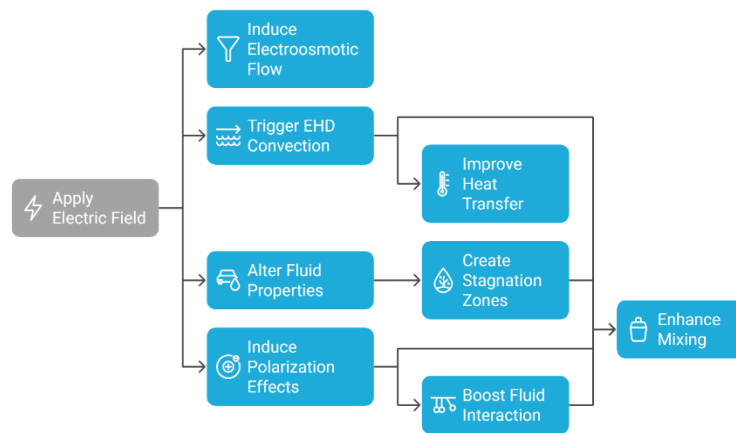 Induce
Electroosmotic
Flow
Trigger EHD
Convection
Improve
Heat
Transfer
Apply
Electric Field
Alter Fluid
Properties
Create
Stagnation
Zones
Enhance
Mixing
Induce
Polarization
Effects
Boost Fluid
Interaction